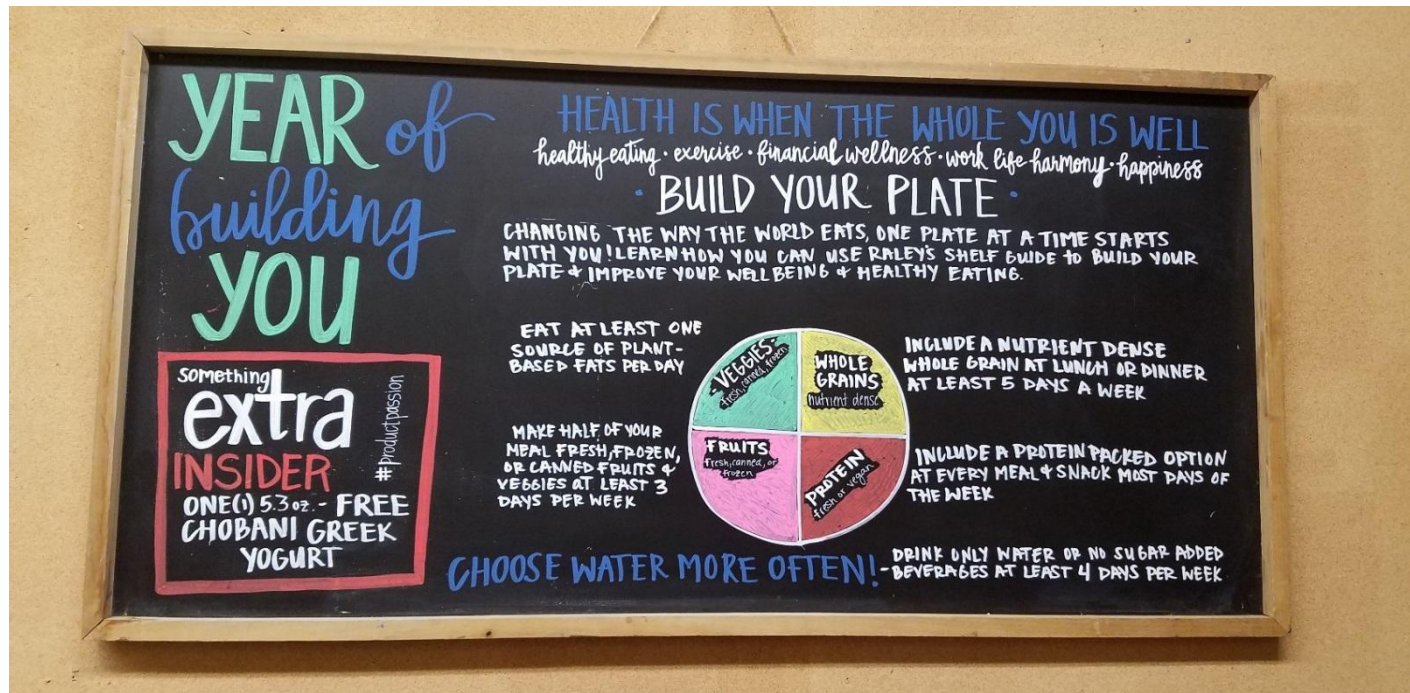 YEAR of
building
YOU
something
extra
INSIDER
#productpassion
ONE(1) 5.3 oz. - FREE
CHOBANI GREEK
YOGURT
HEALTH IS WHEN THE WHOLE YOU IS WELL
healthy eating · exercise · financial wellness · work life harmony · happiness
· BUILD YOUR PLATE ·
CHANGING THE WAY THE WORLD EATS, ONE PLATE AT A TIME STARTS
WITH YOU! LEARN HOW YOU CAN USE RALEY'S SHELF GUIDE TO BUILD YOUR
PLATE & IMPROVE YOUR WELLBEING & HEALTHY EATING.
EAT AT LEAST ONE
SOURCE OF PLANT-
BASED FATS PER DAY
MAKE HALF OF YOUR
MEAL FRESH, FROZEN,
OR CANNED FRUITS &
VEGGIES AT LEAST 3
DAYS PER WEEK
-VEGGIES-
fresh, canned, frozen
WHOLE
GRAINS
nutrient dense
FRUITS
fresh, canned, or
frozen
PROTEIN
fresh or vegan
INCLUDE A NUTRIENT DENSE
WHOLE GRAIN AT LUNCH OR DINNER
AT LEAST 5 DAYS A WEEK
INCLUDE A PROTEIN PACKED OPTION
AT EVERY MEAL & SNACK MOST DAYS OF
THE WEEK
CHOOSE WATER MORE OFTEN!
- DRINK ONLY WATER OR NO SUGAR ADDED
BEVERAGES AT LEAST 4 DAYS PER WEEK